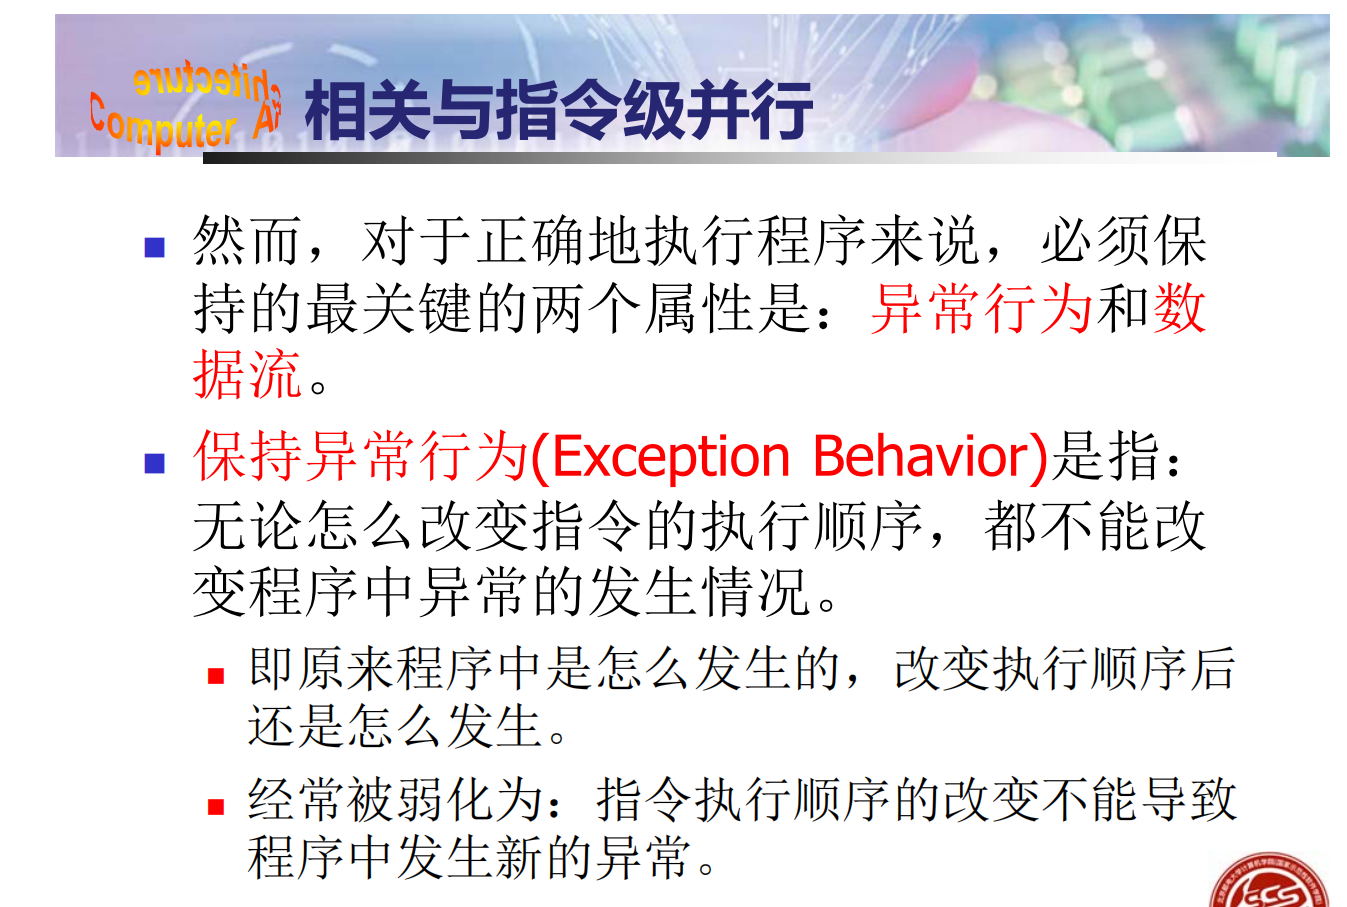 Computer Architecture
相关与指令级并行
然而，对于正确地执行程序来说，必须保
持的最关键的两个属性是：异常行为和数
据流。
保持异常行为(Exception Behavior)是指：
无论怎么改变指令的执行顺序，都不能改
变程序中异常的发生情况。
即原来程序中是怎么发生的，改变执行顺序后
还是怎么发生。
经常被弱化为：指令执行顺序的改变不能导致
程序中发生新的异常。